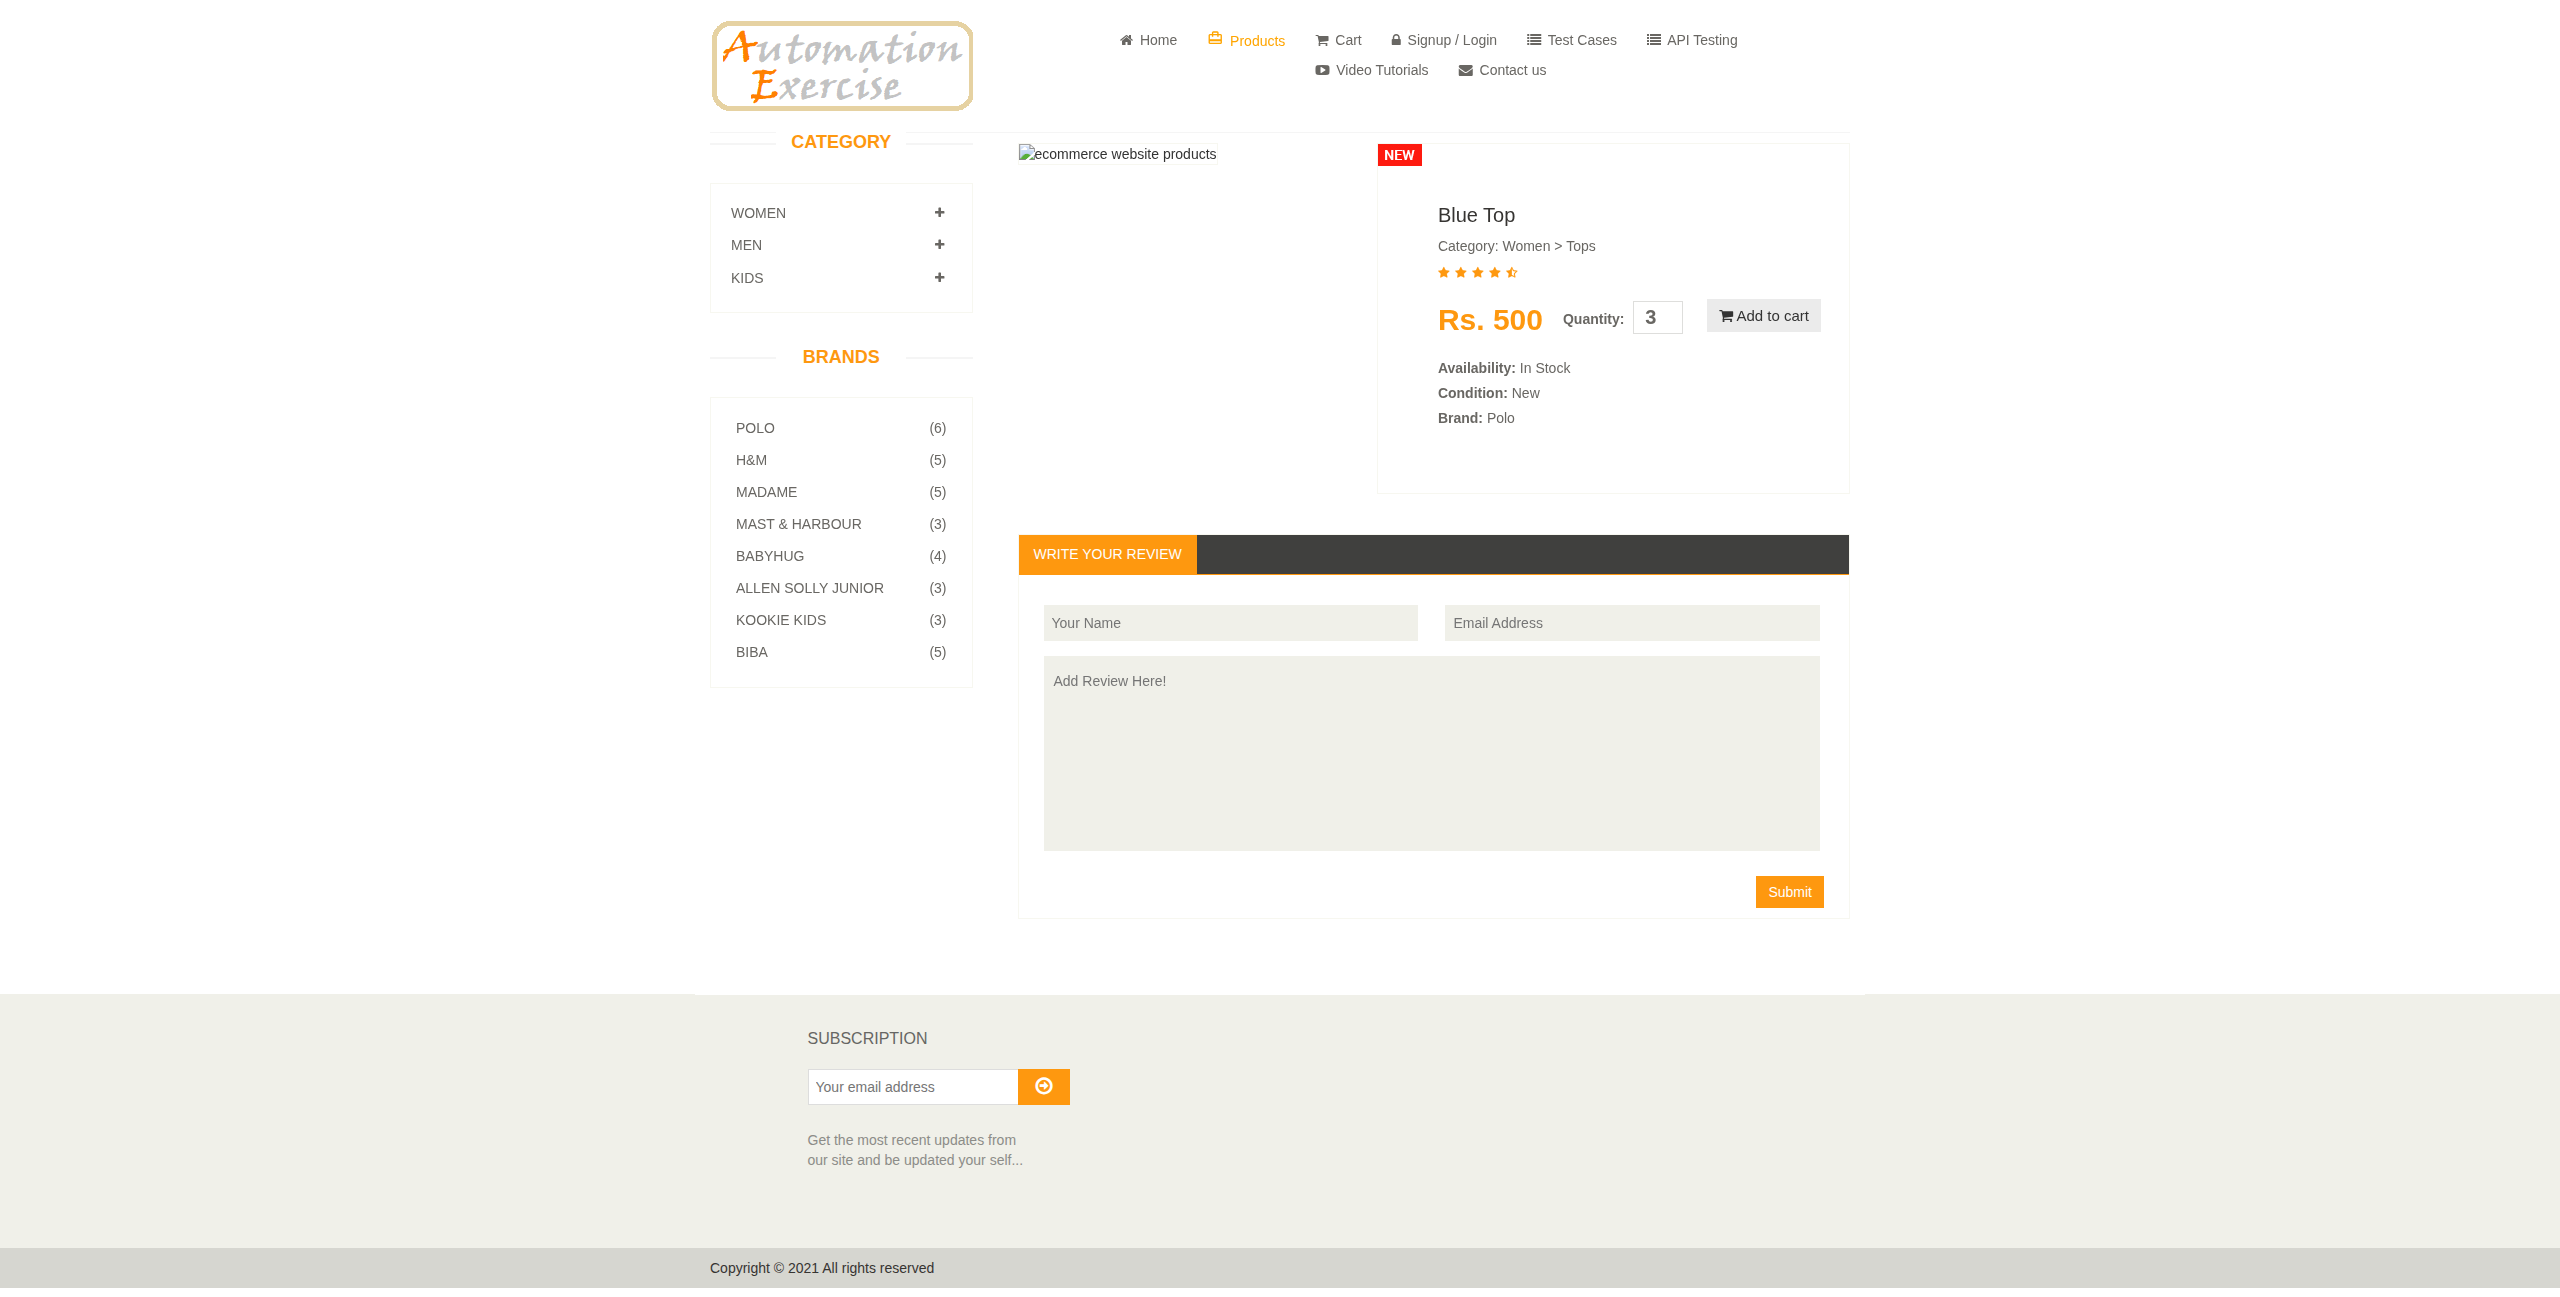 Automation
Exercise
Home
Products
Cart
Signup / Login
Test Cases
API Testing
Video Tutorials
Contact us
CATEGORY
WOMEN
MEN
KIDS
BRANDS
POLO (6)
H&M (5)
MADAME (5)
MAST & HARBOUR (3)
BABYHUG (4)
ALLEN SOLLY JUNIOR (3)
KOOKIE KIDS (3)
BIBA (5)
ecommerce website products
NEW
Blue Top
Category: Women > Tops
Rs. 500 Quantity: 3 Add to cart
Availability: In Stock
Condition: New
Brand: Polo
WRITE YOUR REVIEW
Your Name
Email Address
Add Review Here!
Submit
SUBSCRIPTION
Your email address
Get the most recent updates from
our site and be updated your self...
Copyright © 2021 All rights reserved